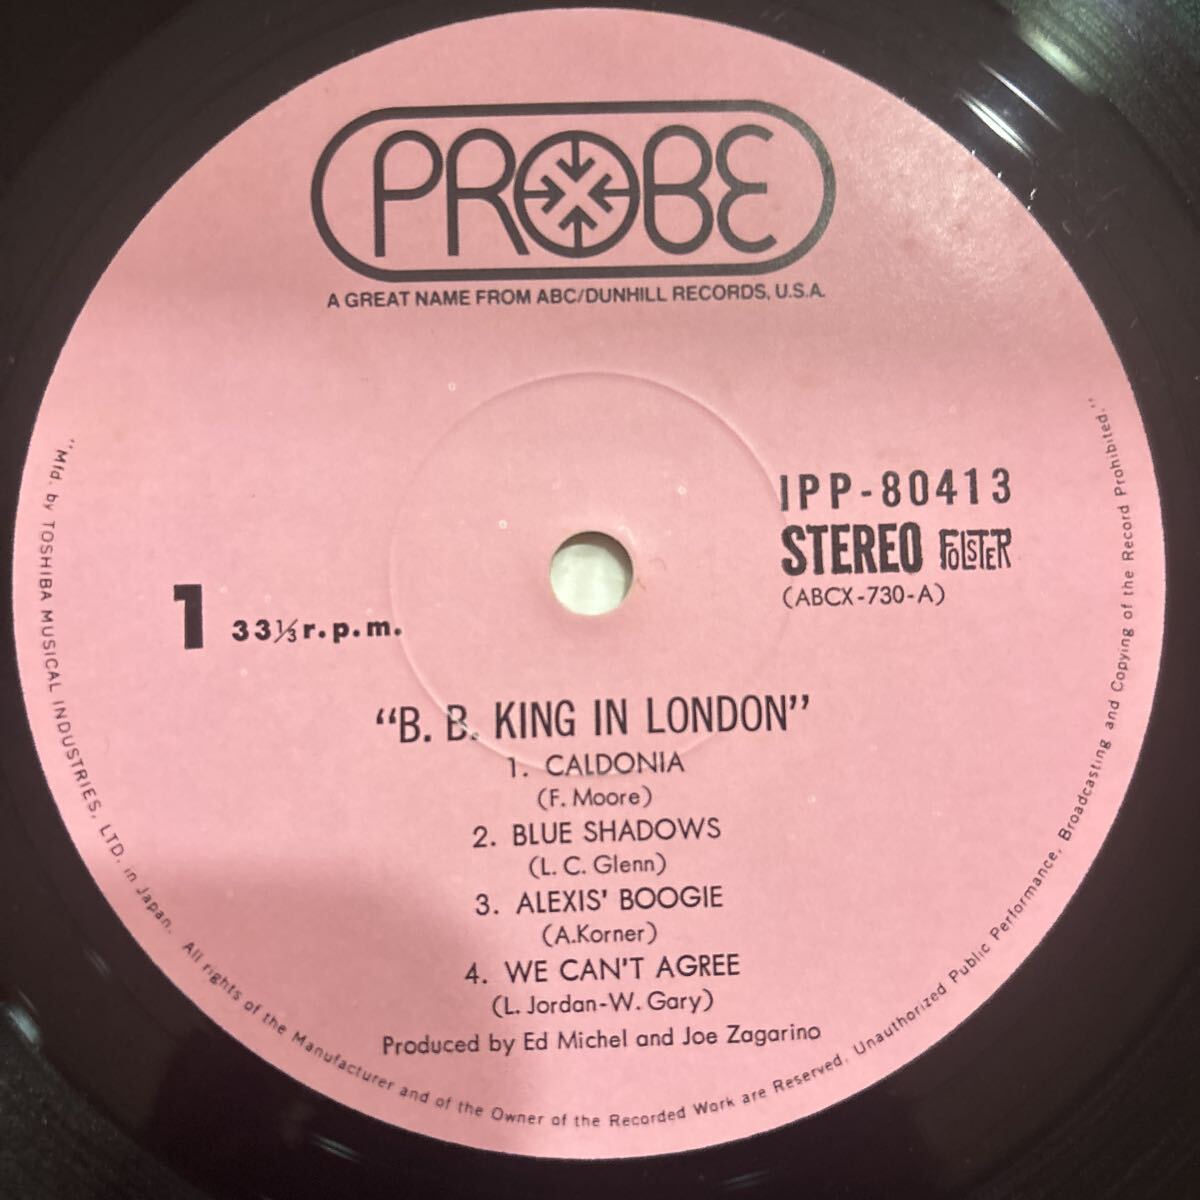 PROBE
A GREAT NAME FROM ABC/DUNHILL RECORDS, U.S.A.
IPP-80413
STEREO FOLSTER
(ABCX-730-A)
1 33⅓ r.p.m.
"B. B. KING IN LONDON"
1. CALDONIA
(F. Moore)
2. BLUE SHADOWS
(L. C. Glenn)
3. ALEXIS' BOOGIE
(A.Korner)
4. WE CAN'T AGREE
(L. Jordan-W. Gary)
Produced by Ed Michel and Joe Zagarino
"Mfd. by TOSHIBA MUSICAL INDUSTRIES, LTD. in Japan. All rights of the Manufacturer and of the Owner of the Recorded Work are Reserved. Unauthorized Public Performance, Broadcasting and Copying of the Record Prohibited."